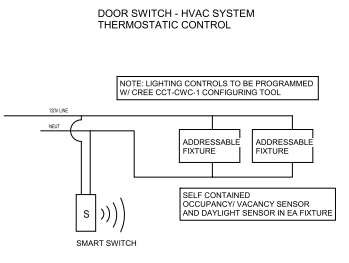 DOOR SWITCH - HVAC SYSTEM
THERMOSTATIC CONTROL
NOTE: LIGHTING CONTROLS TO BE PROGRAMMED
W/ CREE CCT-CWC-1 CONFIGURING TOOL
120V LINE
NEUT
ADDRESSABLE
FIXTURE
ADDRESSABLE
FIXTURE
SELF CONTAINED
OCCUPANCY/ VACANCY SENSOR
AND DAYLIGHT SENSOR IN EA FIXTURE
S
SMART SWITCH